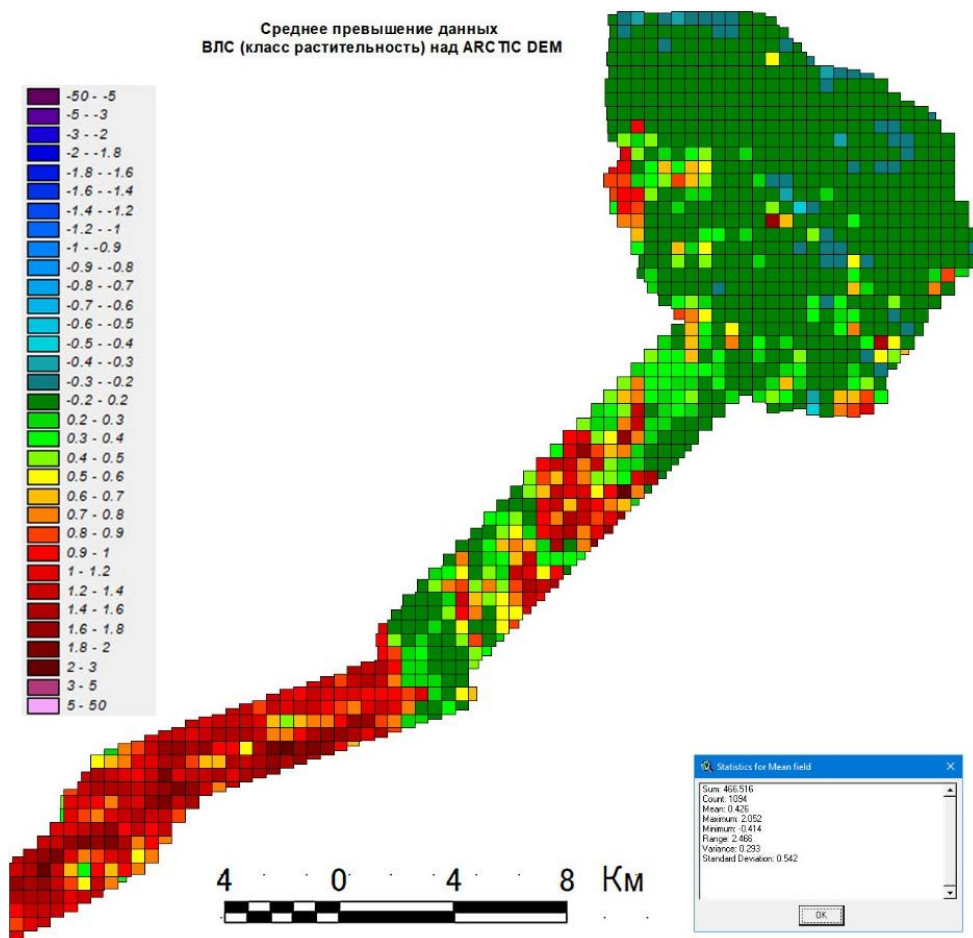 Среднее превышение данных
ВЛС (класс растительность) над ARCTIC DEM
-50 - -5
-5 - -3
-3 - -2
-2 - -1.8
-1.8 - -1.6
-1.6 - -1.4
-1.4 - -1.2
-1.2 - -1
-1 - -0.9
-0.9 - -0.8
-0.8 - -0.7
-0.7 - -0.6
-0.6 - -0.5
-0.5 - -0.4
-0.4 - -0.3
-0.3 - -0.2
-0.2 - 0.2
0.2 - 0.3
0.3 - 0.4
0.4 - 0.5
0.5 - 0.6
0.6 - 0.7
0.7 - 0.8
0.8 - 0.9
0.9 - 1
1 - 1.2
1.2 - 1.4
1.4 - 1.6
1.6 - 1.8
1.8 - 2
2 - 3
3 - 5
5 - 50
Statistics for Mean field
Sum: 466.516
Count: 1094
Mean: 0.426
Maximum: 2.052
Minimum: -0.414
Range: 2.466
Variance: 0.293
Standard Deviation: 0.542
OK
4 0 4 8 Км